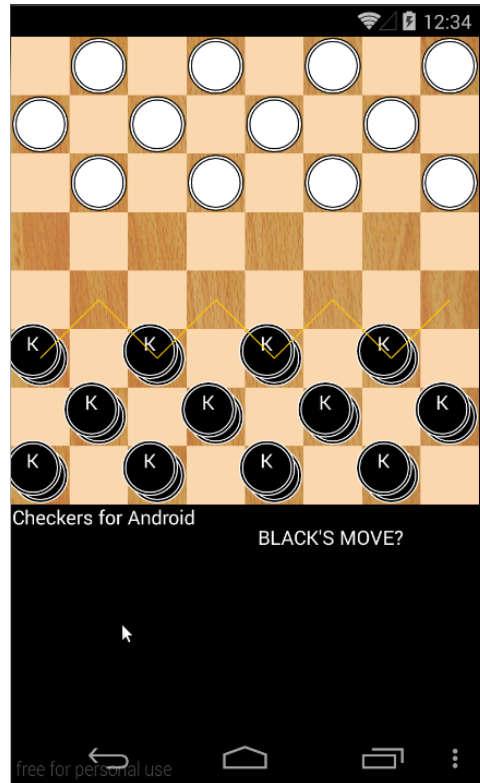 12:34
K K K K
K K K K
K K K K
Checkers for Android
BLACK'S MOVE?
free for personal use